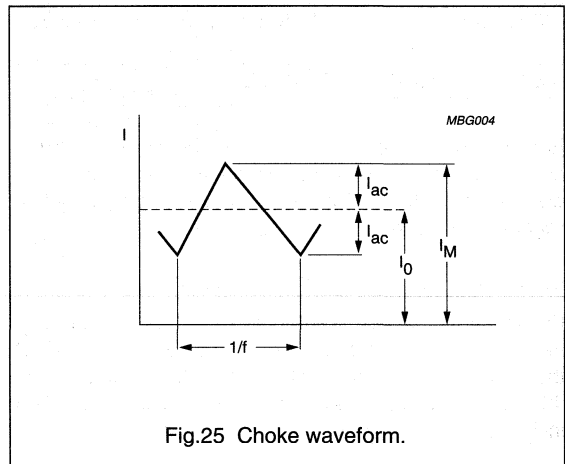 MBG004
I
I_ac
I_ac
I_M
I_0
1/f
Fig.25 Choke waveform.